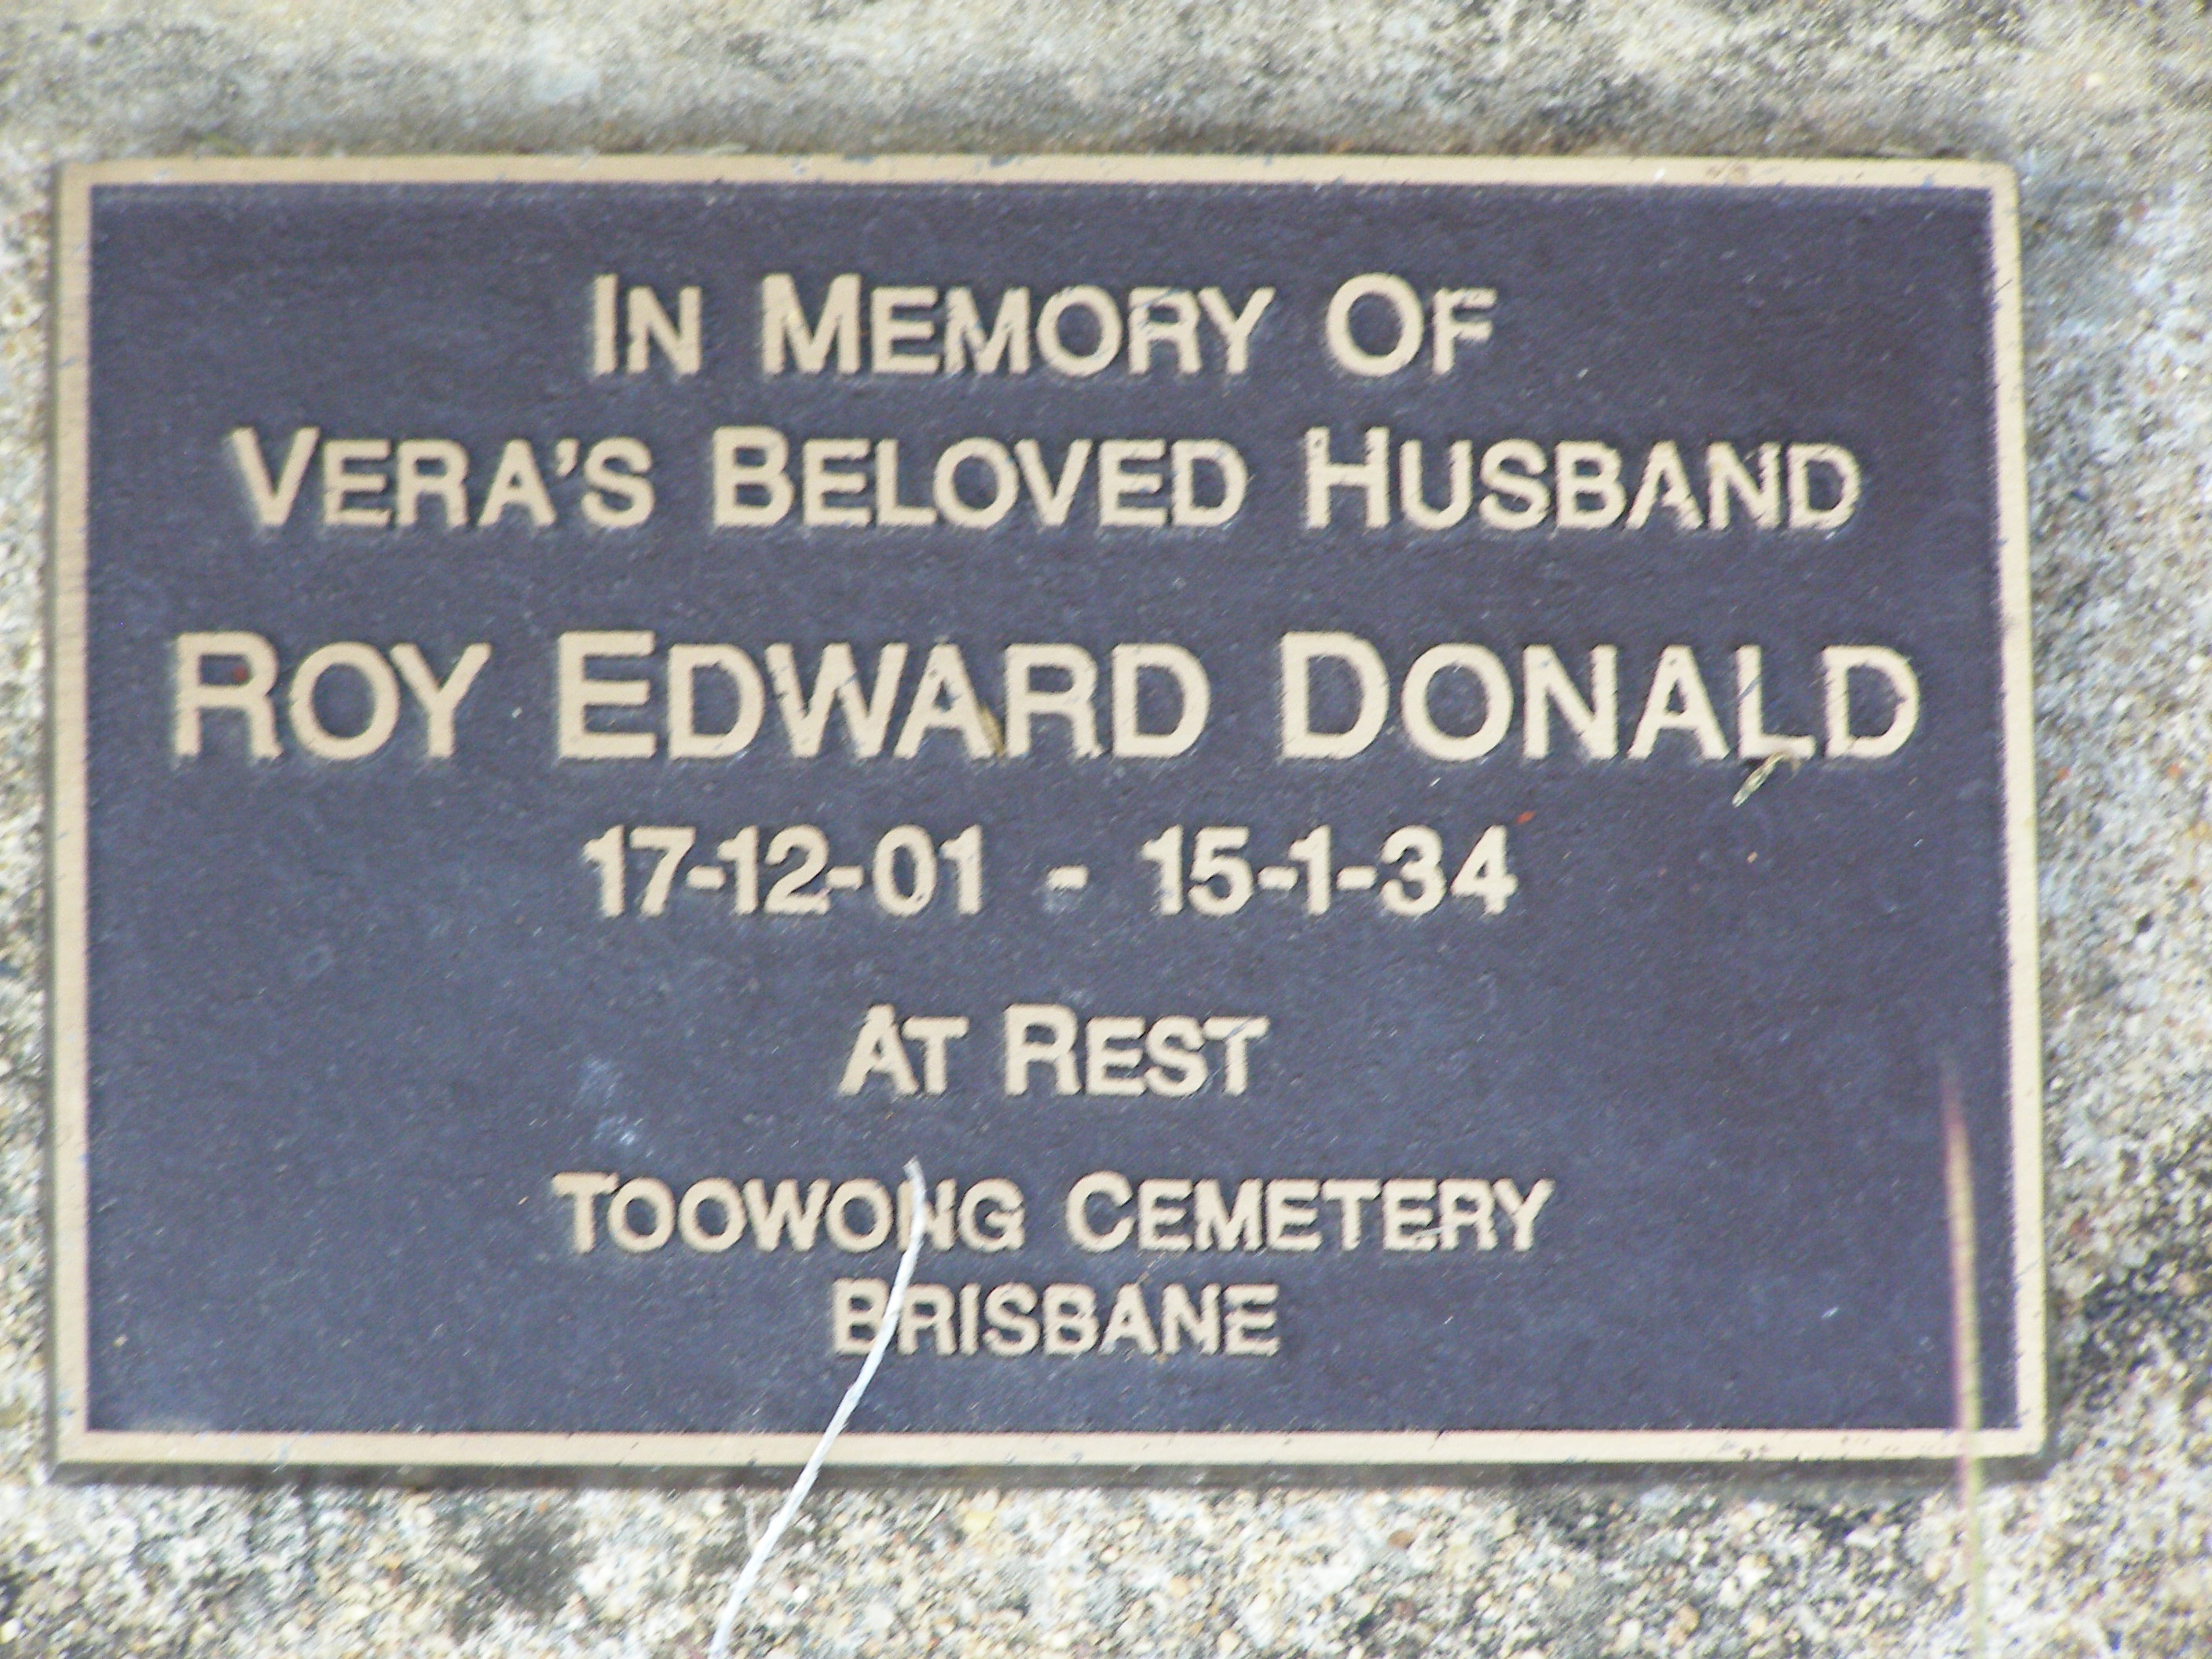 IN MEMORY OF
VERA'S BELOVED HUSBAND
ROY EDWARD DONALD
17-12-01 - 15-1-34
AT REST
TOOWONG CEMETERY
BRISBANE